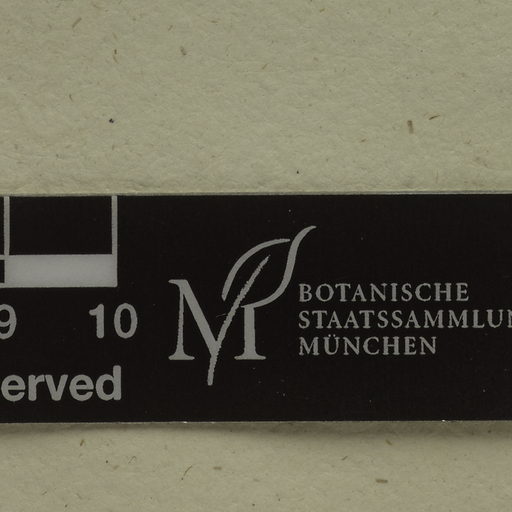 9 10
erved
BOTANISCHE
STAATSSAMMLUN
MÜNCHEN